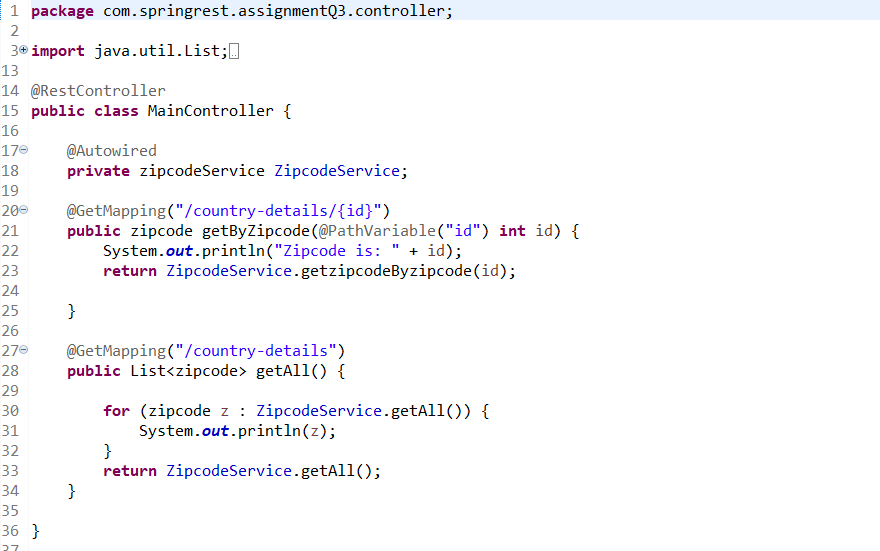 1 package com.springrest.assignmentQ3.controller;
2
3 import java.util.List;
13
14 @RestController
15 public class MainController {
16
17     @Autowired
18     private zipcodeService ZipcodeService;
19
20     @GetMapping("/country-details/{id}")
21     public zipcode getByZipcode(@PathVariable("id") int id) {
22         System.out.println("Zipcode is: " + id);
23         return ZipcodeService.getzipcodeByzipcode(id);
24
25     }
26
27     @GetMapping("/country-details")
28     public List<zipcode> getAll() {
29
30         for (zipcode z : ZipcodeService.getAll()) {
31             System.out.println(z);
32         }
33         return ZipcodeService.getAll();
34     }
35
36 }
37